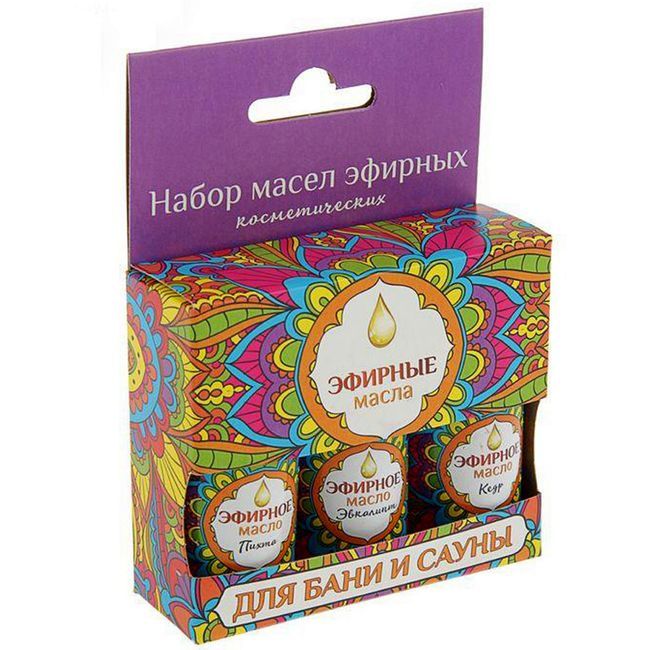 Набор масел эфирных
косметических
ЭФИРНЫЕ
масла
ЭФИРНОЕ
масло
Пихта
ЭФИРНОЕ
масло
Эвкалипт
ЭФИРНОЕ
масло
Кедр
ДЛЯ БАНИ И САУНЫ